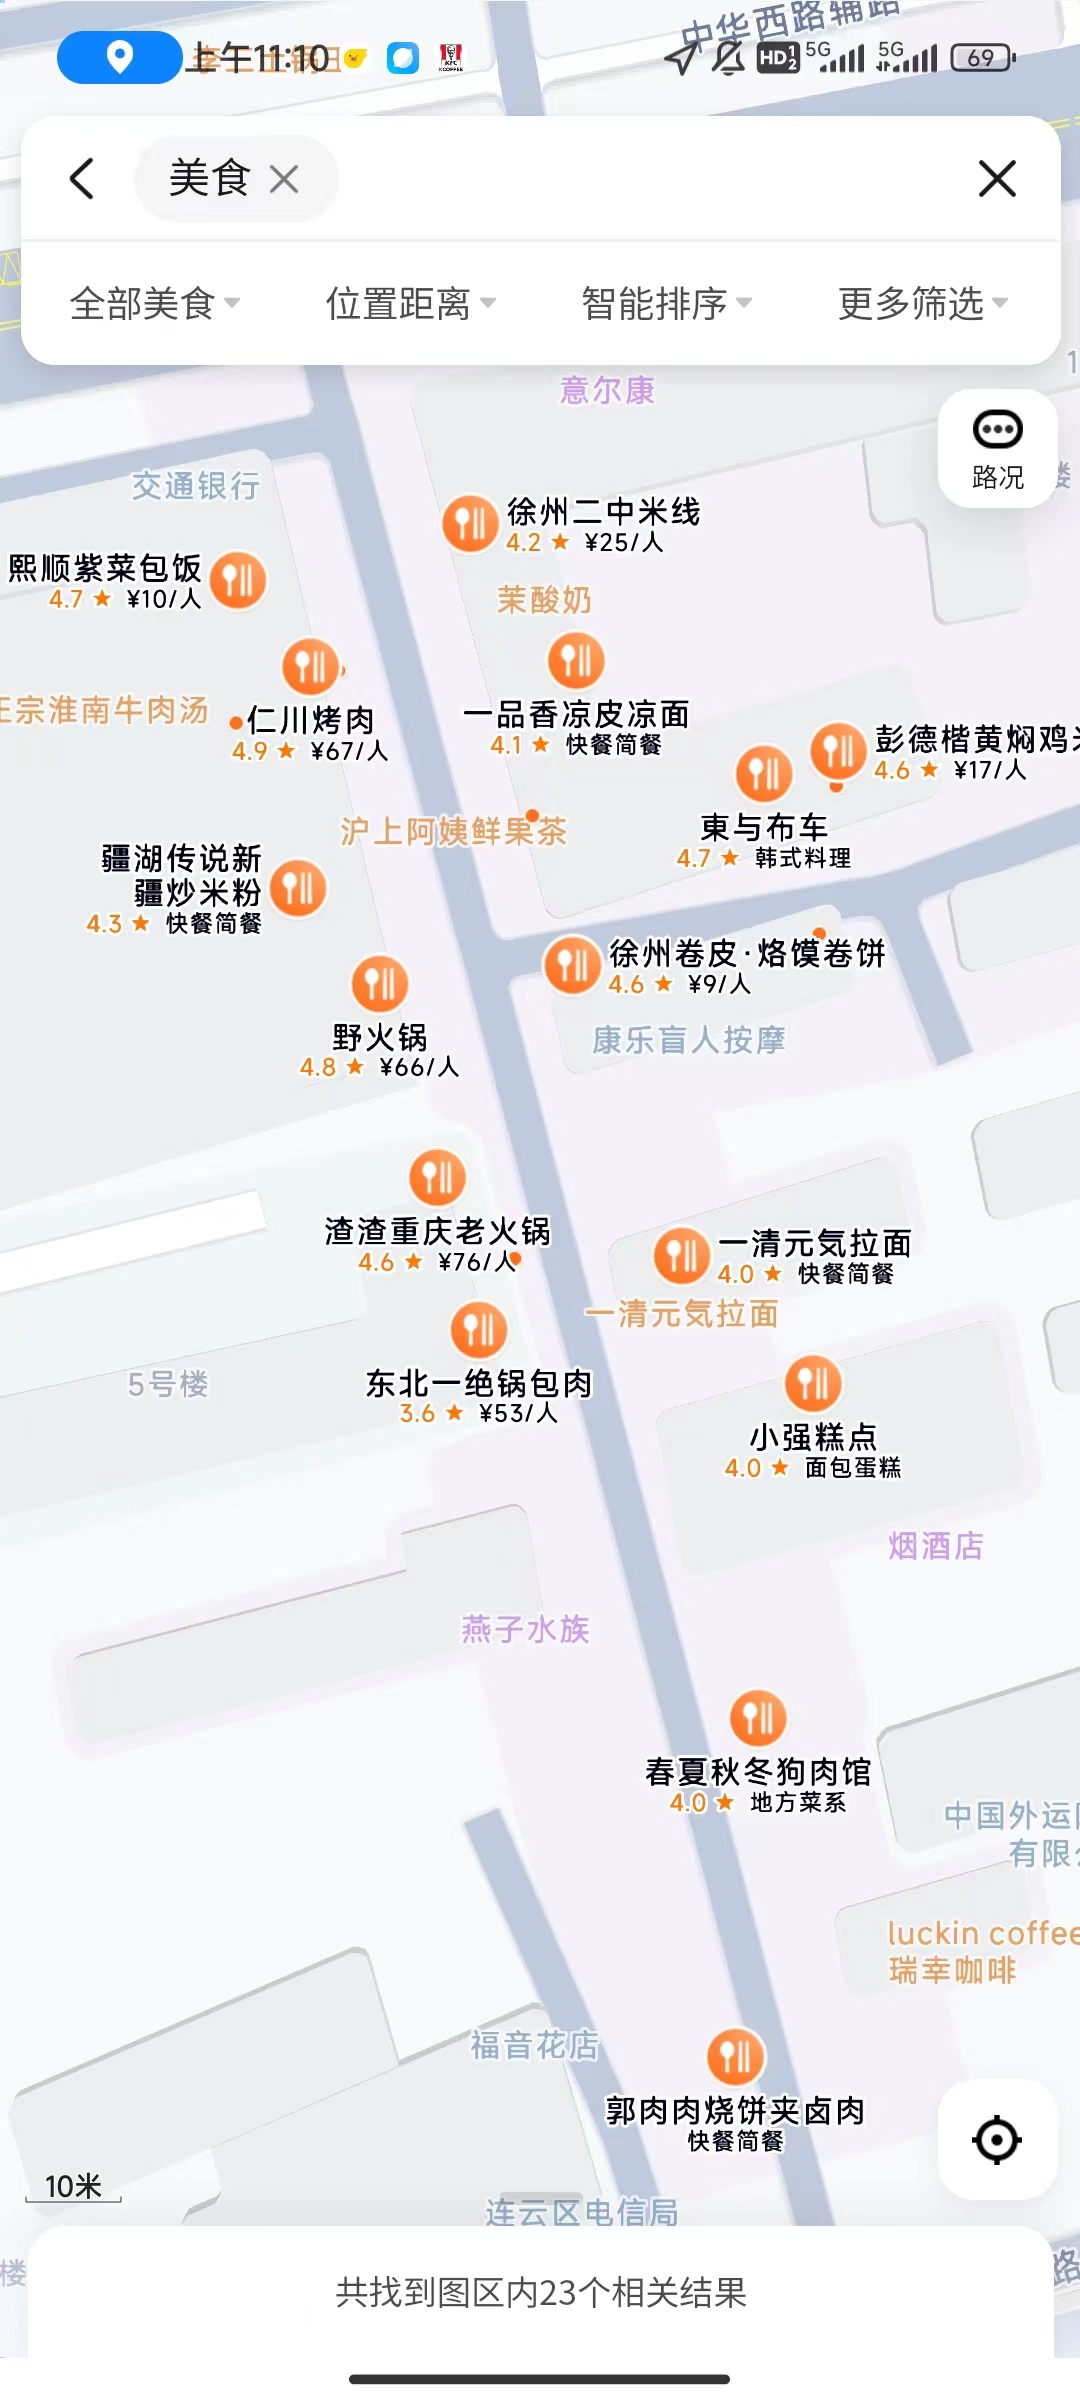 中华西路辅路
上午11:10
HD 1 2
5G
5G
69
美食
全部美食
位置距离
智能排序
更多筛选
意尔康
路况
交通银行
徐州二中米线
4.2 ★ ¥25/人
熙顺紫菜包饭
4.7 ★ ¥10/人
茉酸奶
正宗淮南牛肉汤
仁川烤肉
4.9 ★ ¥67/人
一品香凉皮凉面
4.1 ★ 快餐简餐
彭德楷黄焖鸡米
4.6 ★ ¥17/人
東与布车
4.7 ★ 韩式料理
沪上阿姨鲜果茶
疆湖传说新
疆炒米粉
4.3 ★ 快餐简餐
徐州卷皮·烙馍卷饼
4.6 ★ ¥9/人
野火锅
4.8 ★ ¥66/人
康乐盲人按摩
渣渣重庆老火锅
4.6 ★ ¥76/人
一清元気拉面
4.0 ★ 快餐简餐
一清元気拉面
5号楼
东北一绝锅包肉
3.6 ★ ¥53/人
小强糕点
4.0 ★ 面包蛋糕
烟酒店
燕子水族
春夏秋冬狗肉馆
4.0 ★ 地方菜系
中国外运
有限
luckin coffee
瑞幸咖啡
福音花店
郭肉肉烧饼夹卤肉
快餐简餐
10米
连云区电信局
楼
路
共找到图区内23个相关结果